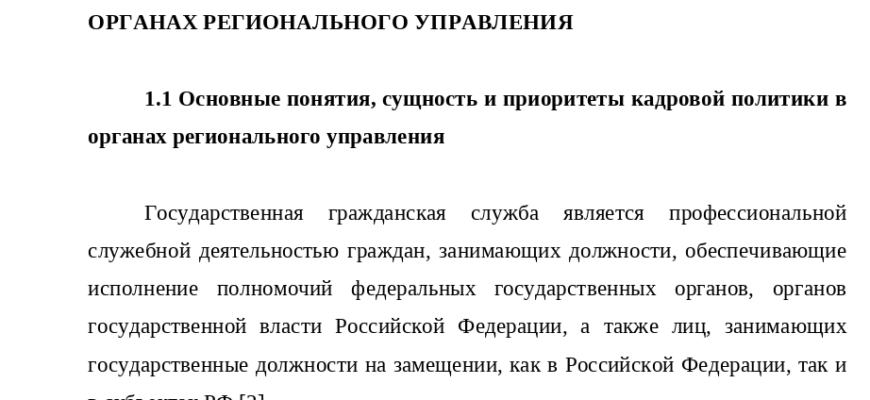 ОРГАНАХ РЕГИОНАЛЬНОГО УПРАВЛЕНИЯ
1.1 Основные понятия, сущность и приоритеты кадровой политики в
органах регионального управления
Государственная гражданская служба является профессиональной
служебной деятельностью граждан, занимающих должности, обеспечивающие
исполнение полномочий федеральных государственных органов, органов
государственной власти Российской Федерации, а также лиц, занимающих
государственные должности на замещении, как в Российской Федерации, так и